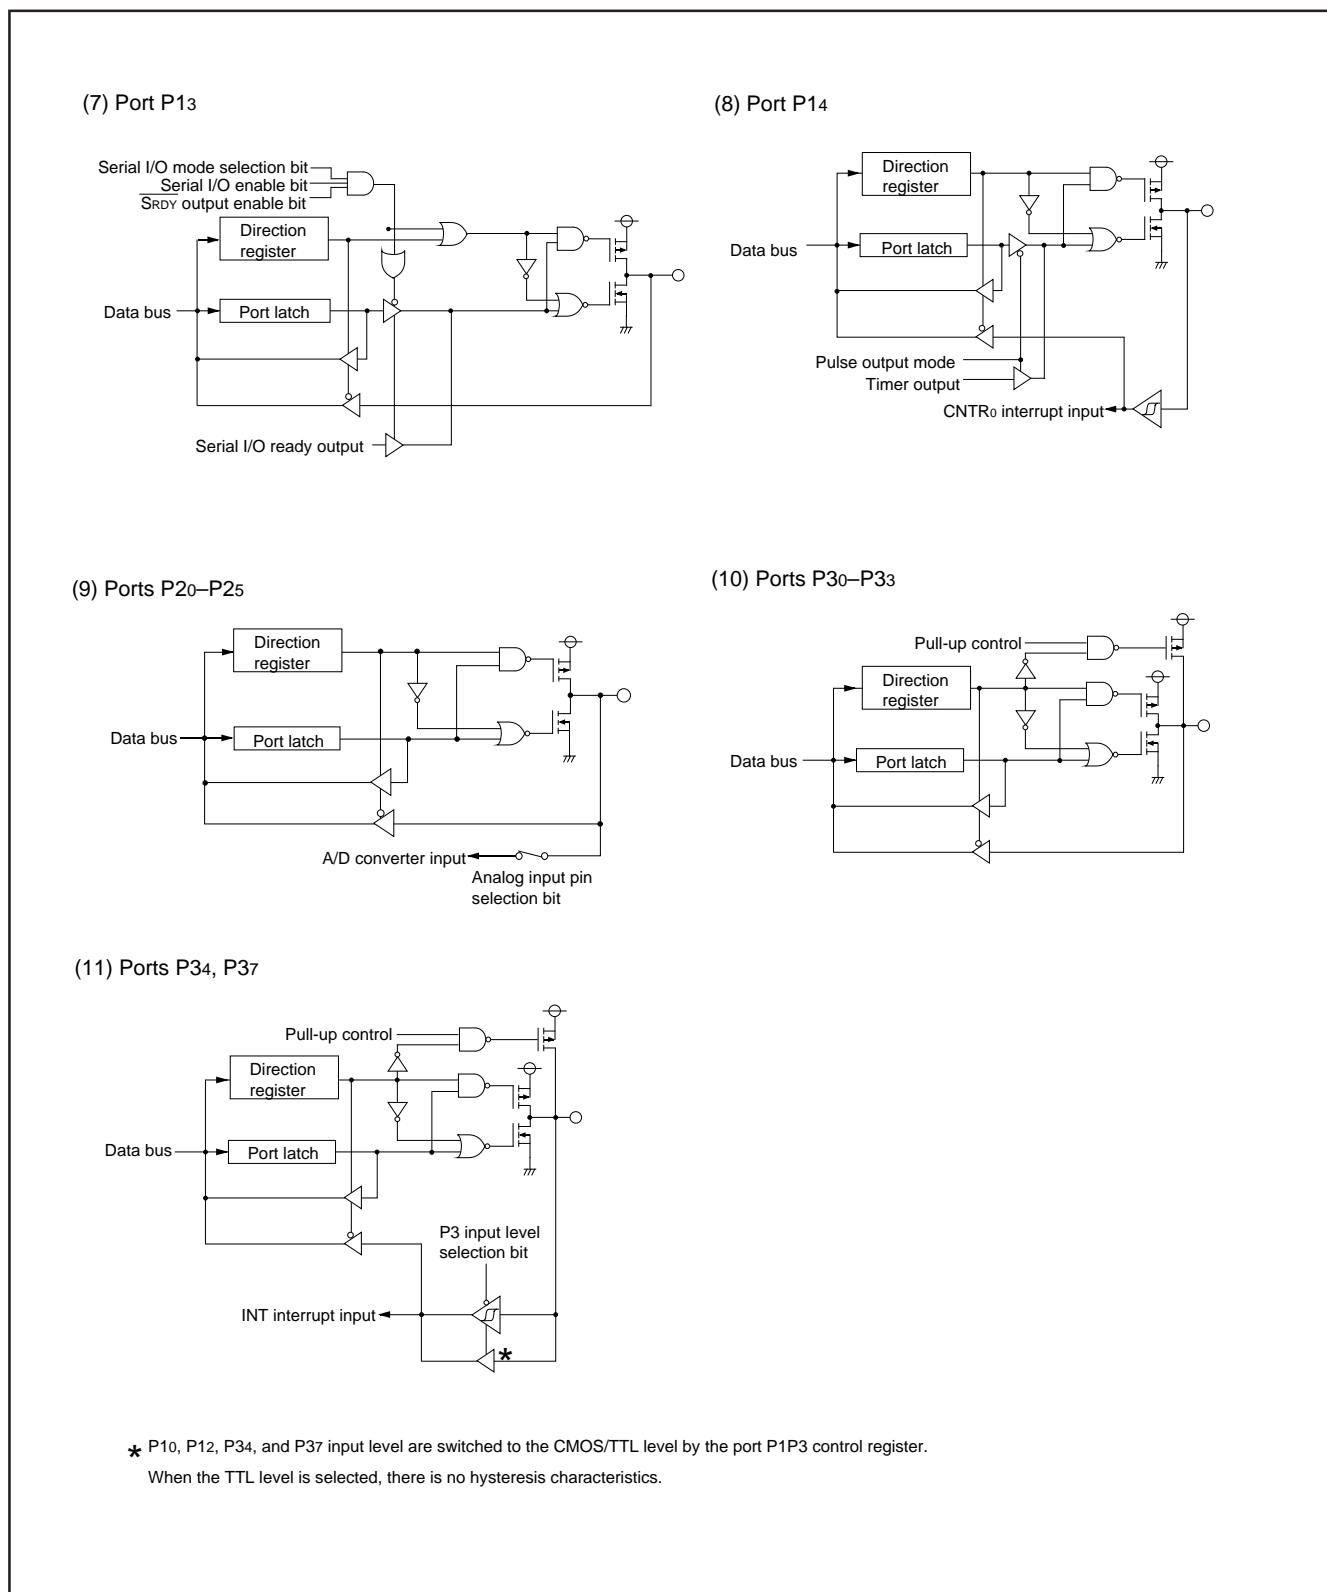 (7) Port P13
Serial I/O mode selection bit
Serial I/O enable bit
SRDY output enable bit
Direction
register
Data bus
Port latch
Serial I/O ready output
(8) Port P14
Direction
register
Data bus
Port latch
Pulse output mode
Timer output
CNTR0 interrupt input
(9) Ports P20–P25
Direction
register
Data bus
Port latch
A/D converter input
Analog input pin
selection bit
(10) Ports P30–P33
Pull-up control
Direction
register
Data bus
Port latch
(11) Ports P34, P37
Pull-up control
Direction
register
Data bus
Port latch
P3 input level
selection bit
INT interrupt input
*
* P10, P12, P34, and P37 input level are switched to the CMOS/TTL level by the port P1P3 control register.
When the TTL level is selected, there is no hysteresis characteristics.